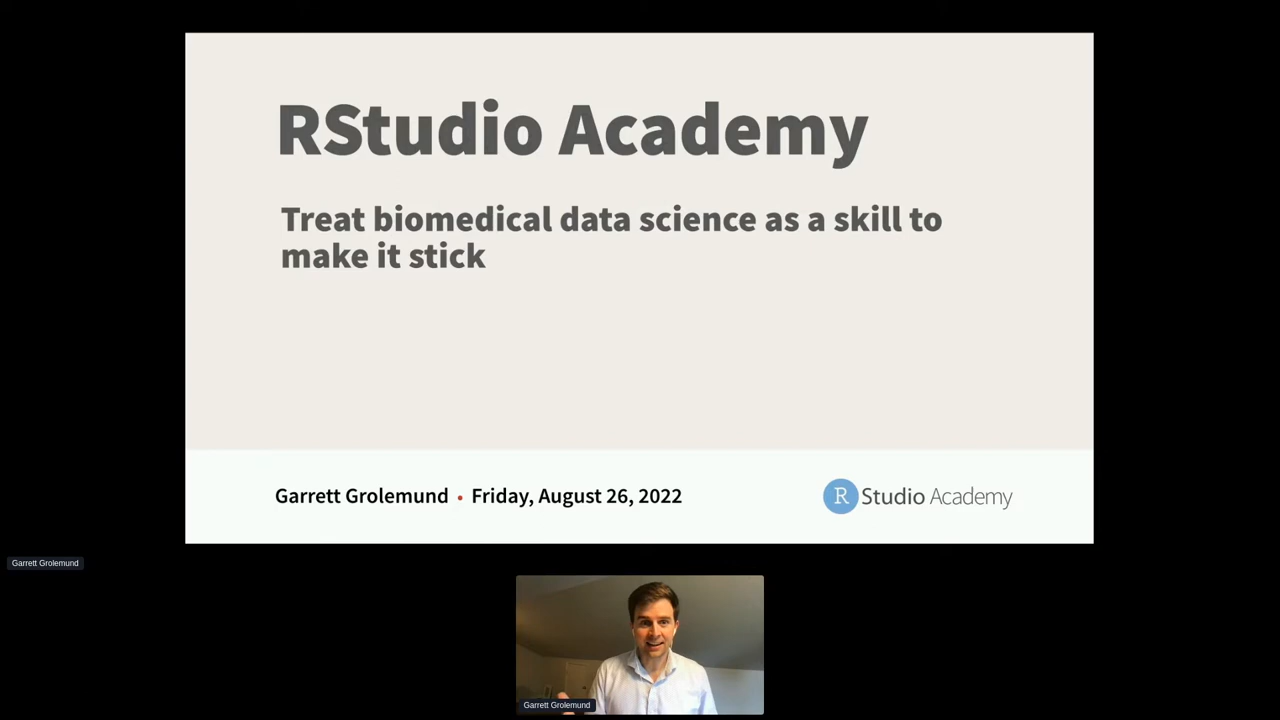 RStudio Academy
Treat biomedical data science as a skill to
make it stick
Garrett Grolemund • Friday, August 26, 2022
R Studio Academy
Garrett Grolemund
Garrett Grolemund